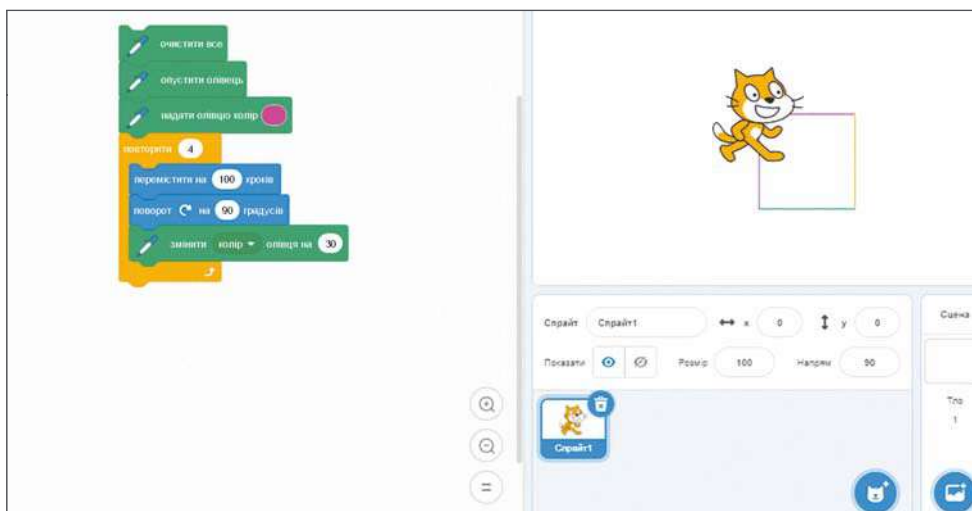 очистити все
опустити олівець
надати олівцю колір
повторити 4
перемістити на 100 кроків
поворот на 90 градусів
змінити колір олівця на 30
Спрайт Спрайт1 x 0 y 0
Показати Розмір 100 Напрям 90
Спрайт1
Сцена
Тло
1